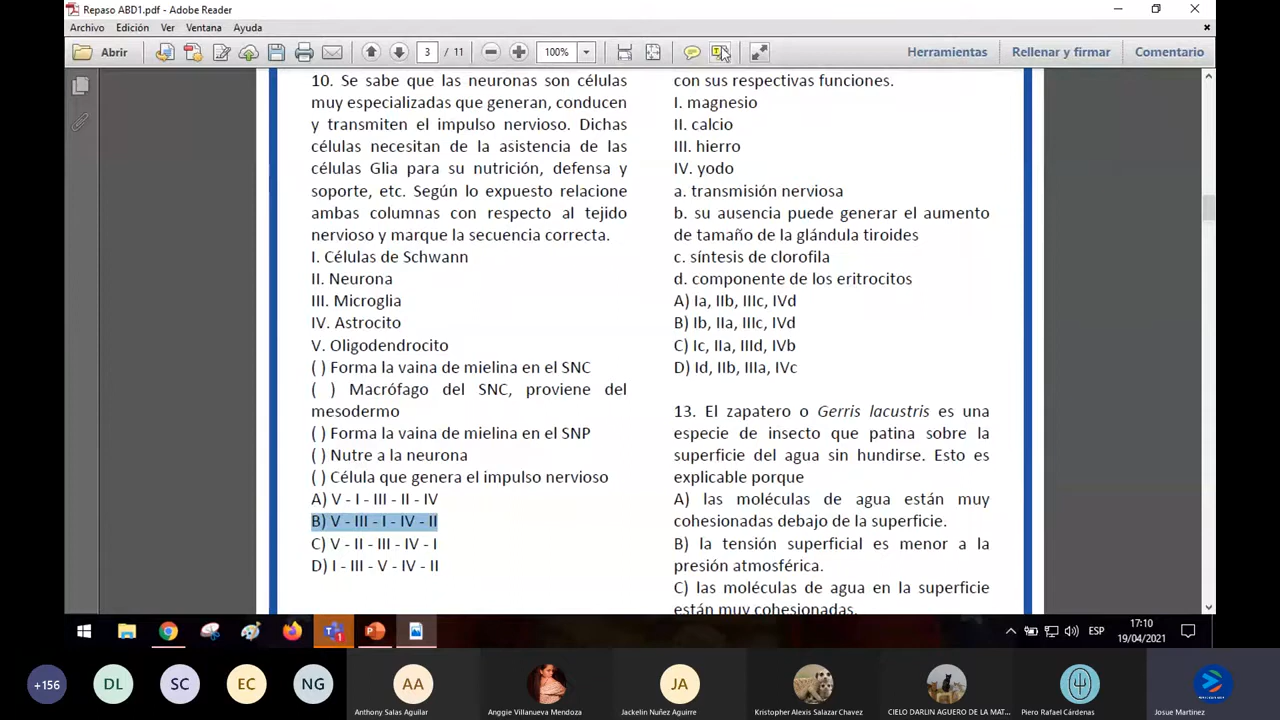 Repaso ABD1.pdf - Adobe Reader
Archivo Edición Ver Ventana Ayuda
Abrir 3 / 11 100% Herramientas Rellenar y firmar Comentario
10. Se sabe que las neuronas son células
muy especializadas que generan, conducen
y transmiten el impulso nervioso. Dichas
células necesitan de la asistencia de las
células Glia para su nutrición, defensa y
soporte, etc. Según lo expuesto relacione
ambas columnas con respecto al tejido
nervioso y marque la secuencia correcta.
I. Células de Schwann
II. Neurona
III. Microglia
IV. Astrocito
V. Oligodendrocito
( ) Forma la vaina de mielina en el SNC
( ) Macrófago del SNC, proviene del
mesodermo
( ) Forma la vaina de mielina en el SNP
( ) Nutre a la neurona
( ) Célula que genera el impulso nervioso
A) V - I - III - II - IV
B) V - III - I - IV - II
C) V - II - III - IV - I
D) I - III - V - IV - II
con sus respectivas funciones.
I. magnesio
II. calcio
III. hierro
IV. yodo
a. transmisión nerviosa
b. su ausencia puede generar el aumento
de tamaño de la glándula tiroides
c. síntesis de clorofila
d. componente de los eritrocitos
A) Ia, IIb, IIIc, IVd
B) Ib, IIa, IIIc, IVd
C) Ic, IIa, IIId, IVb
D) Id, IIb, IIIa, IVc
13. El zapatero o Gerris lacustris es una
especie de insecto que patina sobre la
superficie del agua sin hundirse. Esto es
explicable porque
A) las moléculas de agua están muy
cohesionadas debajo de la superficie.
B) la tensión superficial es menor a la
presión atmosférica.
C) las moléculas de agua en la superficie
están muy cohesionadas.
ESP
17:10
19/04/2021
+156 DL SC EC NG AA JA
Anthony Salas Aguilar
Anggie Villanueva Mendoza
Jackelin Nuñez Aguirre
Kristopher Alexis Salazar Chavez
CIELO DARLIN AGUERO DE LA MAT...
Piero Rafael Cárdenas
Josue Martinez